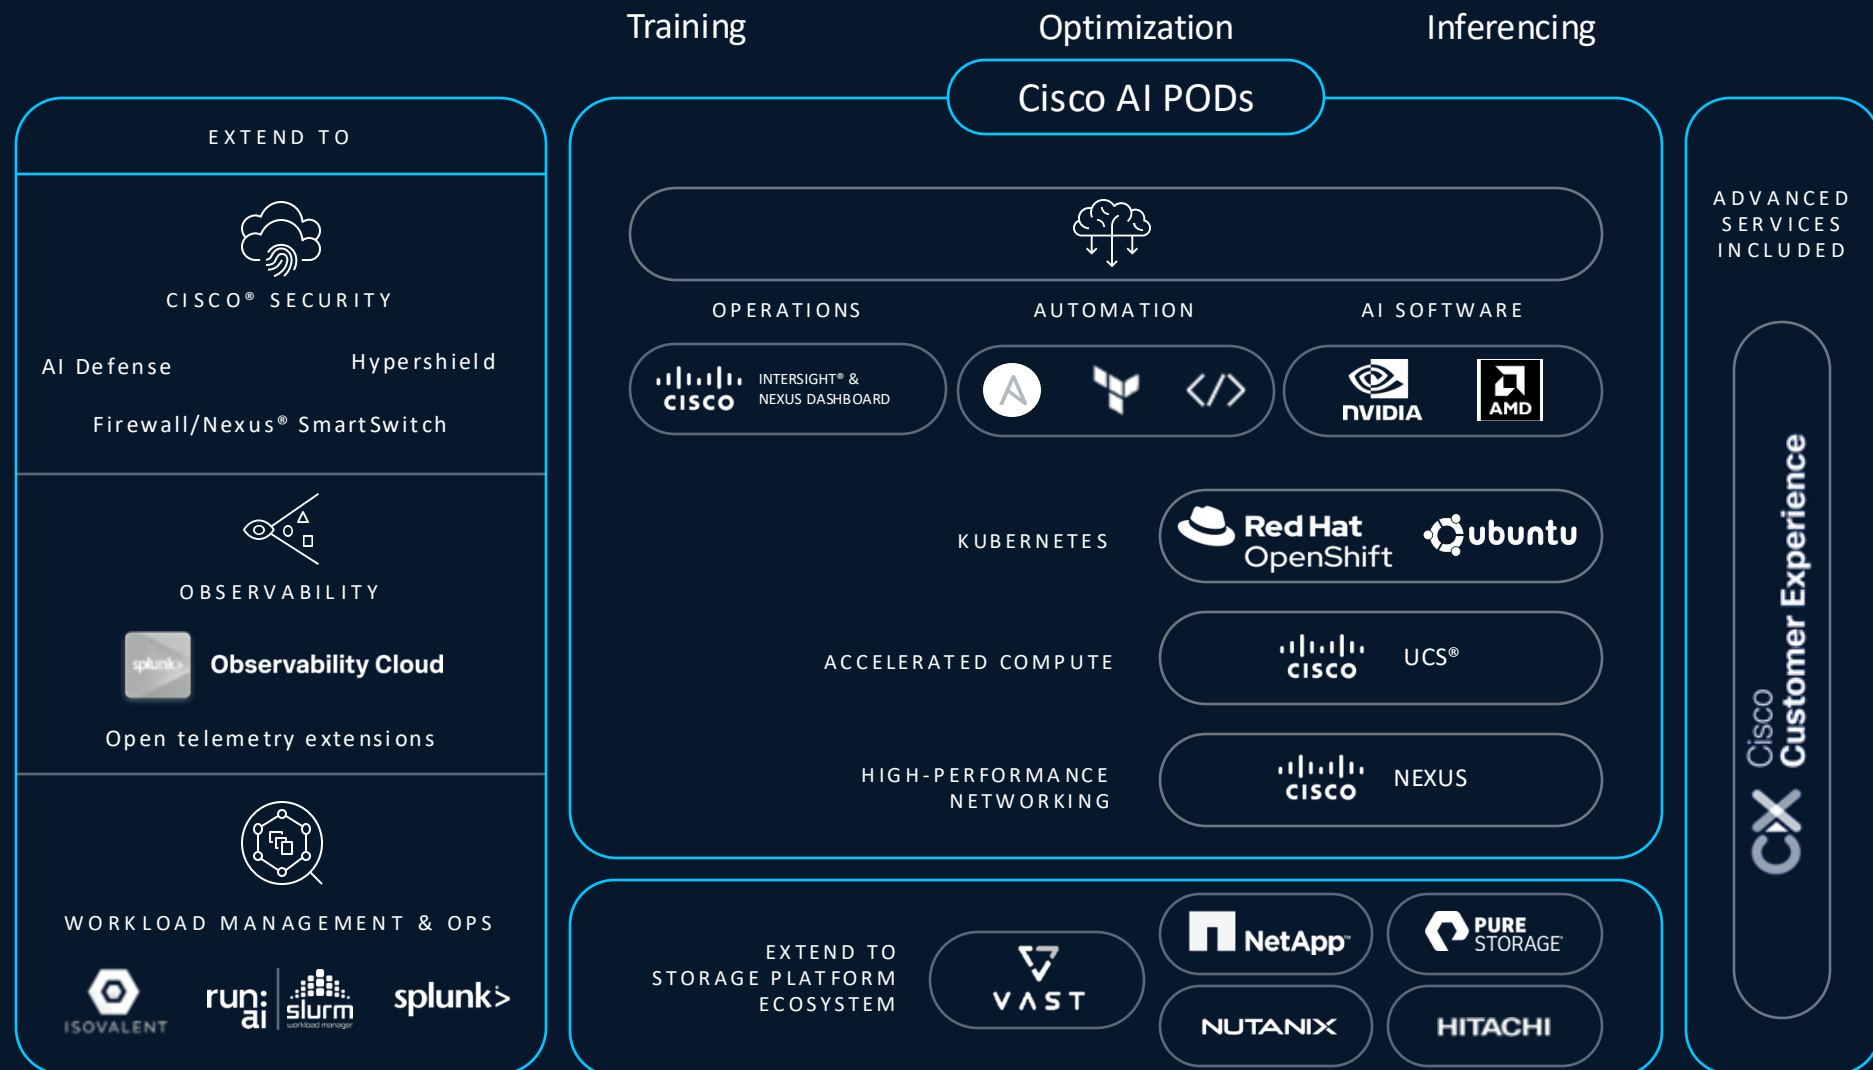 Training
Optimization
Inferencing
Cisco AI PODs
EXTEND TO
CISCO® SECURITY
AI Defense
Hypershield
Firewall/Nexus® SmartSwitch
OBSERVABILITY
splunk>
Observability Cloud
Open telemetry extensions
WORKLOAD MANAGEMENT & OPS
ISOVALENT
run:
ai
slurm
workload manager
splunk>
OPERATIONS
AUTOMATION
AI SOFTWARE
CISCO
INTERSIGHT® &
NEXUS DASHBOARD
A
</>
NVIDIA
AMD
KUBERNETES
Red Hat
OpenShift
ubuntu
ACCELERATED COMPUTE
CISCO
UCS®
HIGH-PERFORMANCE
NETWORKING
CISCO
NEXUS
EXTEND TO
STORAGE PLATFORM
ECOSYSTEM
VAST
NetApp™
PURE
STORAGE®
NUTANIX
HITACHI
ADVANCED
SERVICES
INCLUDED
CX
Cisco
Customer Experience